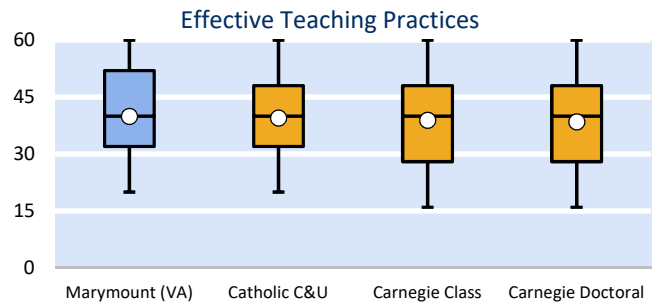 Effective Teaching Practices
60
45
30
15
0
Marymount (VA) Catholic C&U Carnegie Class Carnegie Doctoral